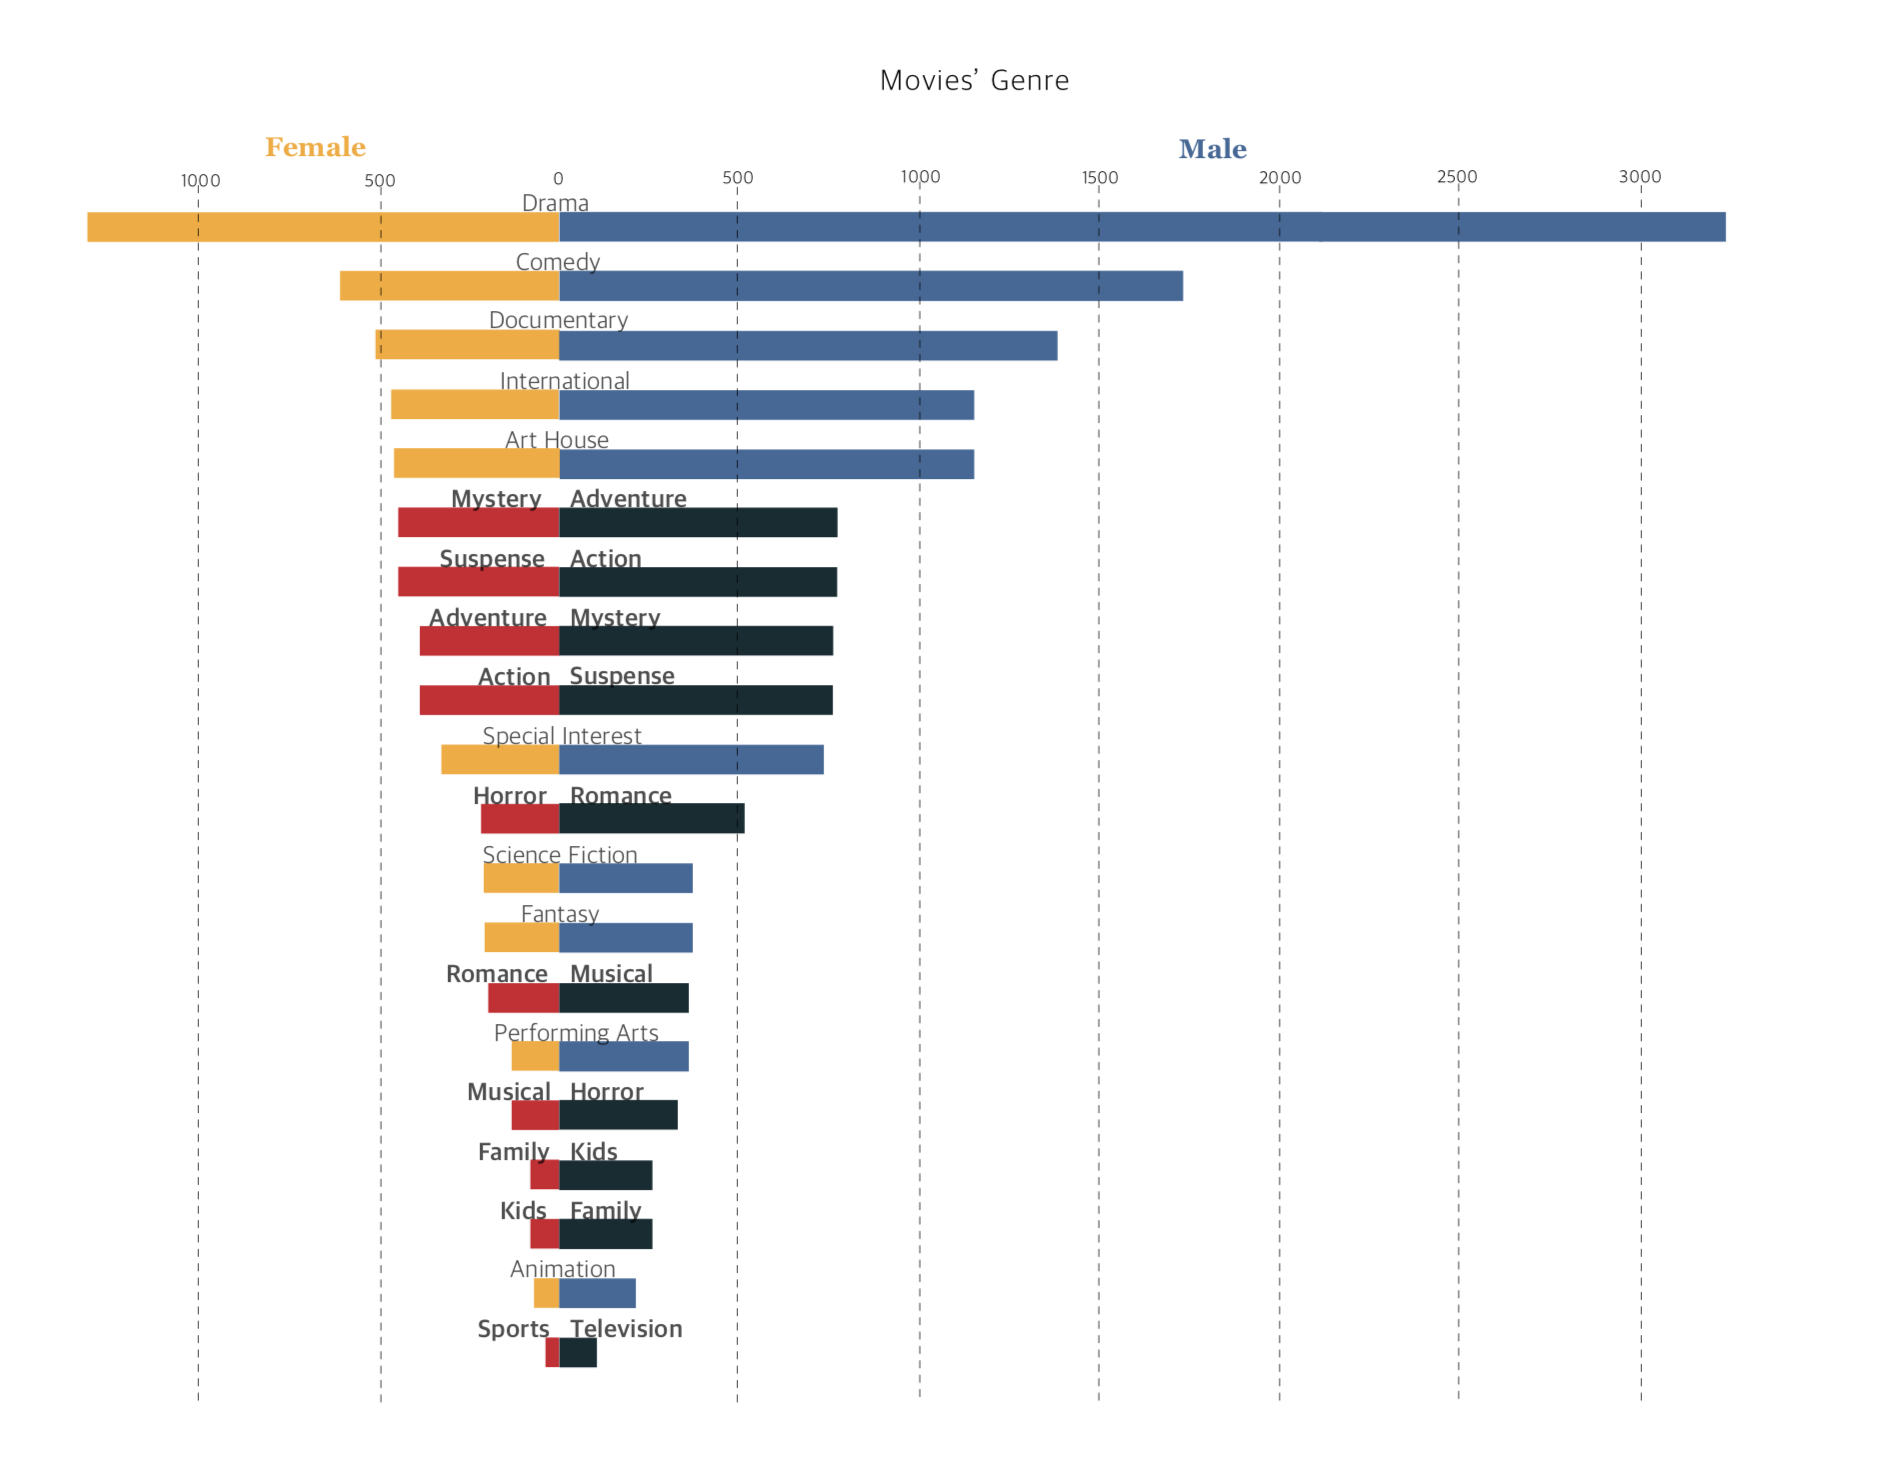 Movies’ Genre
Female Male
1000 500 0 500 1000 1500 2000 2500 3000
Drama
Comedy
Documentary
International
Art House
Mystery Adventure
Suspense Action
Adventure Mystery
Action Suspense
Special Interest
Horror Romance
Science Fiction
Fantasy
Romance Musical
Performing Arts
Musical Horror
Family Kids
Kids Family
Animation
Sports Television